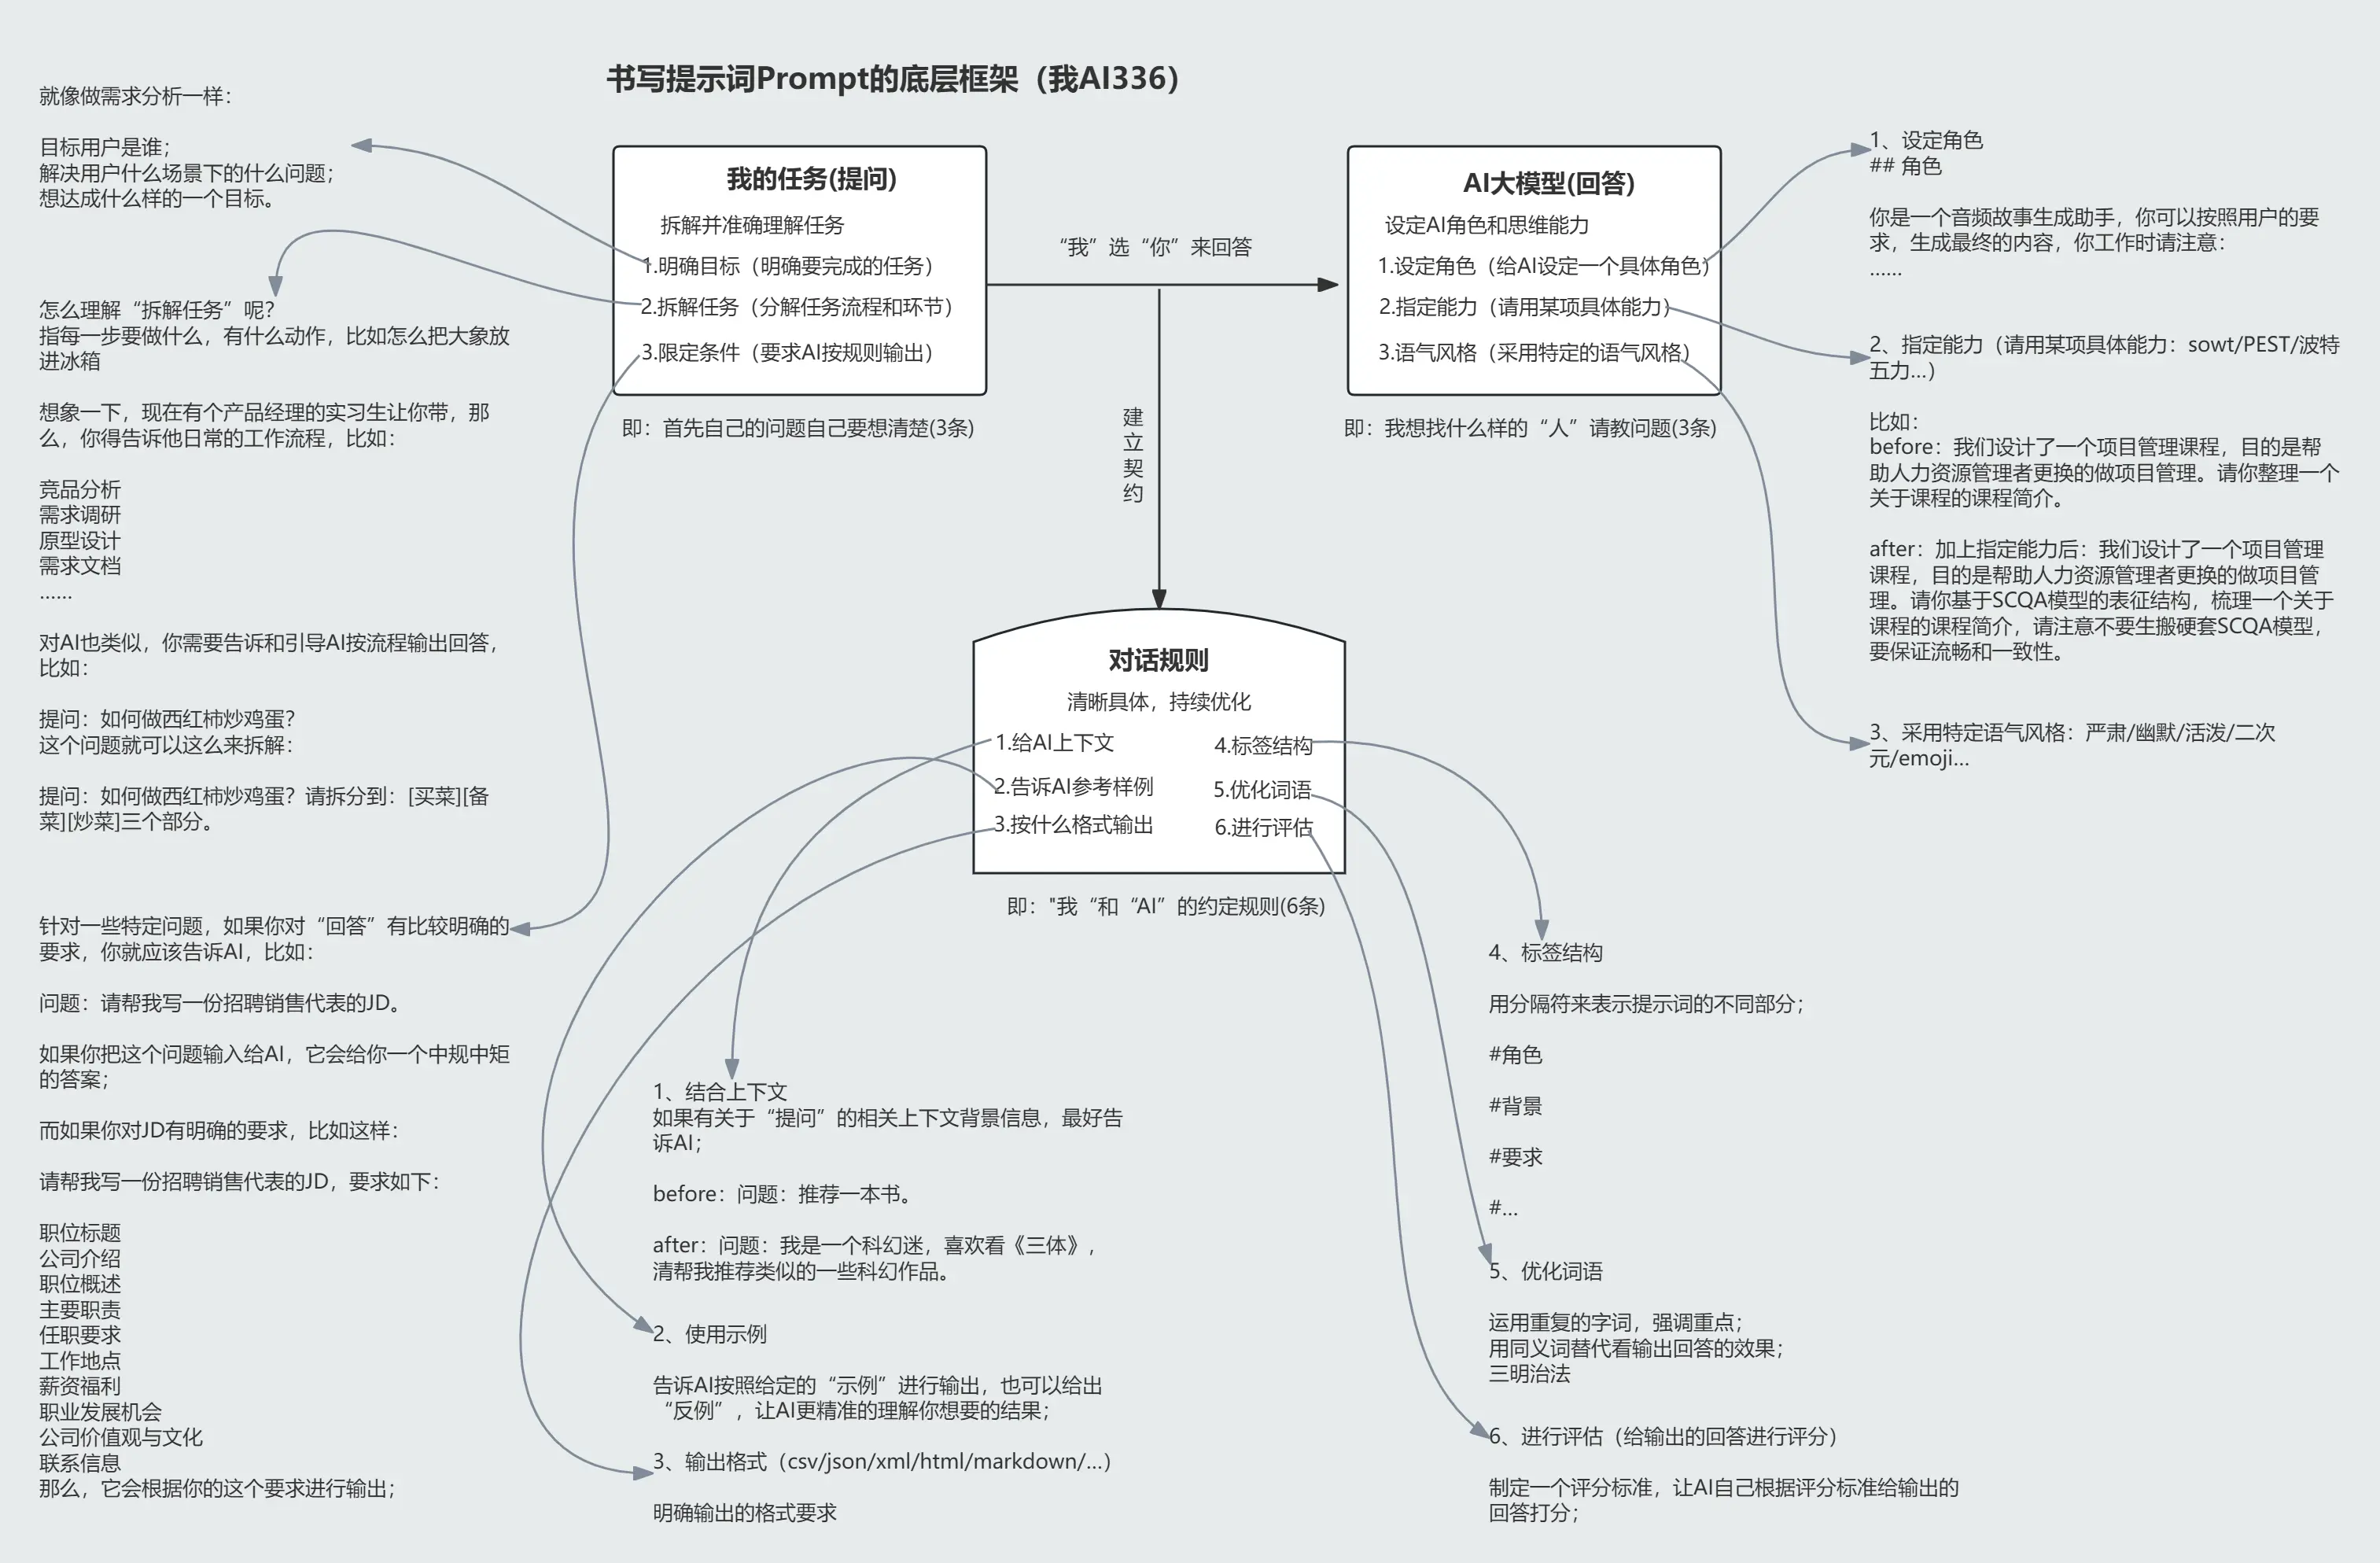 书写提示词Prompt的底层框架（我AI336）
就像做需求分析一样：
目标用户是谁；
解决用户什么场景下的什么问题；
想达成什么样的一个目标。
怎么理解“拆解任务”呢？
指每一步要做什么，有什么动作，比如怎么把大象放
进冰箱
想象一下，现在有个产品经理的实习生让你带，那
么，你得告诉他日常的工作流程，比如：
竞品分析
需求调研
原型设计
需求文档
......
对AI也类似，你需要告诉和引导AI按流程输出回答，
比如：
提问：如何做西红柿炒鸡蛋？
这个问题就可以这么来拆解：
提问：如何做西红柿炒鸡蛋？请拆分到：[买菜][备
菜][炒菜]三个部分。
针对一些特定问题，如果你对“回答”有比较明确的
要求，你就应该告诉AI，比如：
问题：请帮我写一份招聘销售代表的JD。
如果你把这个问题输入给AI，它会给你一个中规中矩
的答案；
而如果你对JD有明确的要求，比如这样：
请帮我写一份招聘销售代表的JD，要求如下：
职位标题
公司介绍
职位概述
主要职责
任职要求
工作地点
薪资福利
职业发展机会
公司价值观与文化
联系信息
那么，它会根据你的这个要求进行输出；
我的任务(提问)
拆解并准确理解任务
1.明确目标（明确要完成的任务）
2.拆解任务（分解任务流程和环节）
3.限定条件（要求AI按规则输出）
即：首先自己的问题自己要想清楚(3条)
“我”选“你”来回答
建
立
契
约
AI大模型(回答)
设定AI角色和思维能力
1.设定角色（给AI设定一个具体角色）
2.指定能力（请用某项具体能力）
3.语气风格（采用特定的语气风格）
即：我想找什么样的“人”请教问题(3条)
1、设定角色
## 角色
你是一个音频故事生成助手，你可以按照用户的要
求，生成最终的内容，你工作时请注意：
......
2、指定能力（请用某项具体能力：sowt/PEST/波特
五力...）
比如：
before：我们设计了一个项目管理课程，目的是帮
助人力资源管理者更换的做项目管理。请你整理一个
关于课程的课程简介。
after：加上指定能力后：我们设计了一个项目管理
课程，目的是帮助人力资源管理者更换的做项目管
理。请你基于SCQA模型的表征结构，梳理一个关于
课程的课程简介，请注意不要生搬硬套SCQA模型，
要保证流畅和一致性。
3、采用特定语气风格：严肃/幽默/活泼/二次
元/emoji...
对话规则
清晰具体，持续优化
1.给AI上下文
2.告诉AI参考样例
3.按什么格式输出
4.标签结构
5.优化词语
6.进行评估
即："我“和“AI”的约定规则(6条)
1、结合上下文
如果有关于“提问”的相关上下文背景信息，最好告
诉AI；
before：问题：推荐一本书。
after：问题：我是一个科幻迷，喜欢看《三体》，
清帮我推荐类似的一些科幻作品。
2、使用示例
告诉AI按照给定的“示例”进行输出，也可以给出
“反例”，让AI更精准的理解你想要的结果；
3、输出格式（csv/json/xml/html/markdown/...）
明确输出的格式要求
4、标签结构
用分隔符来表示提示词的不同部分；
#角色
#背景
#要求
#...
5、优化词语
运用重复的字词，强调重点；
用同义词替代看输出回答的效果；
三明治法
6、进行评估（给输出的回答进行评分）
制定一个评分标准，让AI自己根据评分标准给输出的
回答打分；